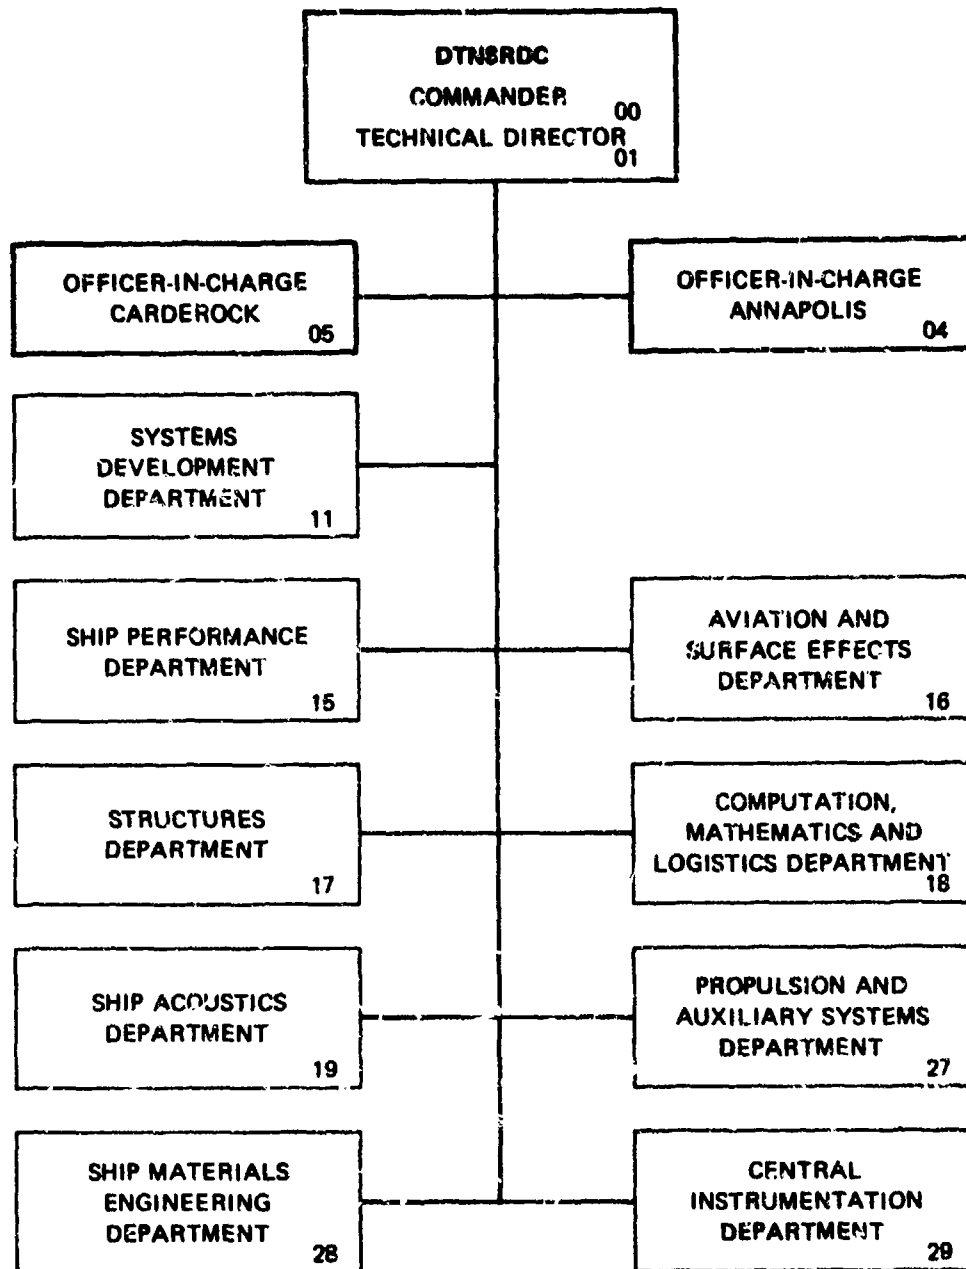 DTNSRDC
COMMANDER
00
TECHNICAL DIRECTOR
01
OFFICER-IN-CHARGE
CARDEROCK
05
OFFICER-IN-CHARGE
ANNAPOLIS
04
SYSTEMS
DEVELOPMENT
DEPARTMENT
11
SHIP PERFORMANCE
DEPARTMENT
15
AVIATION AND
SURFACE EFFECTS
DEPARTMENT
16
STRUCTURES
DEPARTMENT
17
COMPUTATION,
MATHEMATICS AND
LOGISTICS DEPARTMENT
18
SHIP ACOUSTICS
DEPARTMENT
19
PROPULSION AND
AUXILIARY SYSTEMS
DEPARTMENT
27
SHIP MATERIALS
ENGINEERING
DEPARTMENT
28
CENTRAL
INSTRUMENTATION
DEPARTMENT
29